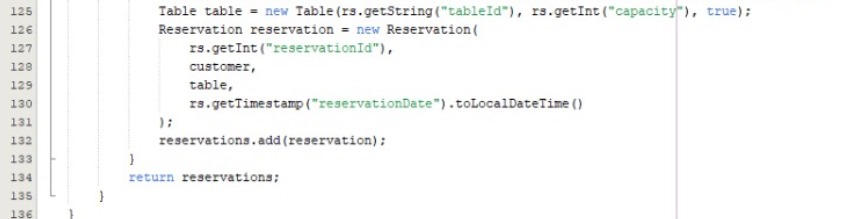 125 Table table = new Table(rs.getString("tableId"), rs.getInt("capacity"), true);
126 Reservation reservation = new Reservation(
127 rs.getInt("reservationId"),
128 customer,
129 table,
130 rs.getTimestamp("reservationDate").toLocalDateTime()
131 );
132 reservations.add(reservation);
133 }
134 return reservations;
135 }
136 }